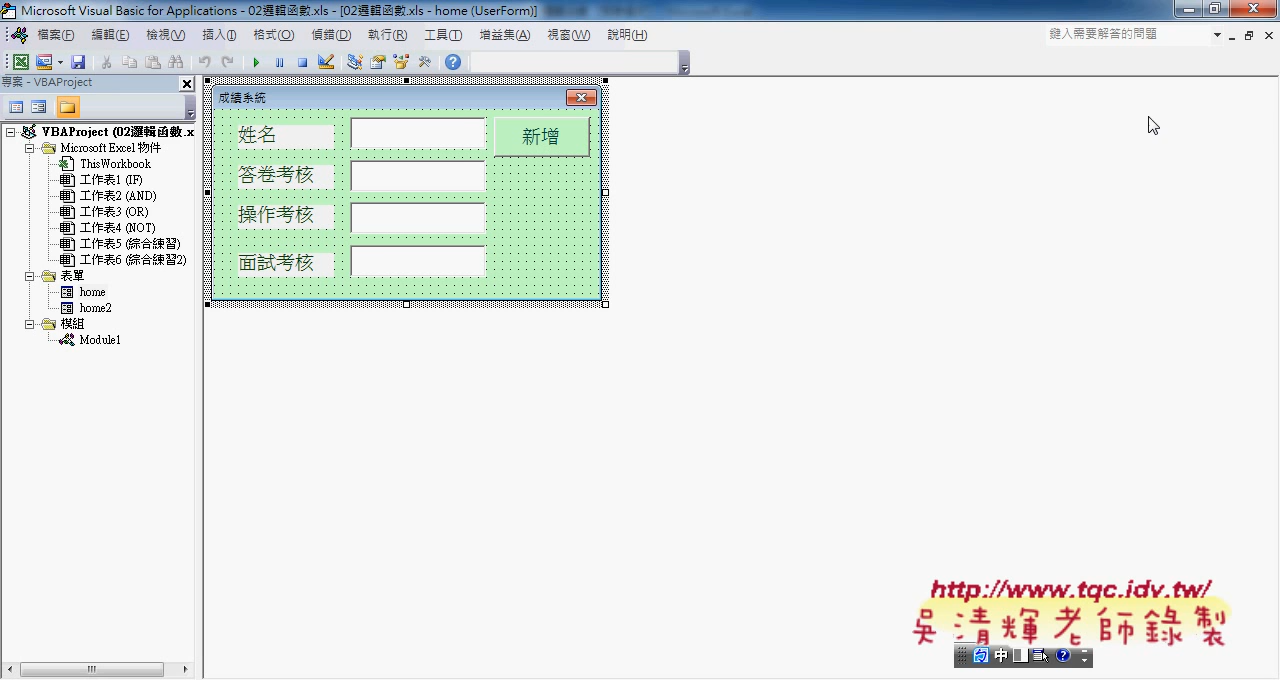 Microsoft Visual Basic for Applications - 02邏輯函數.xls - [02邏輯函數.xls - home (UserForm)]
檔案(F) 編輯(E) 檢視(V) 插入(I) 格式(O) 偵錯(D) 執行(R) 工具(T) 增益集(A) 視窗(W) 說明(H) 鍵入需要解答的問題
專案 - VBAProject
VBAProject (02邏輯函數.x
Microsoft Excel 物件
ThisWorkbook
工作表1 (IF)
工作表2 (AND)
工作表3 (OR)
工作表4 (NOT)
工作表5 (綜合練習)
工作表6 (綜合練習2)
表單
home
home2
模組
Module1
成績系統
姓名
新增
答卷考核
操作考核
面試考核
http://www.tqc.idv.tw/
吳清輝老師錄製
中